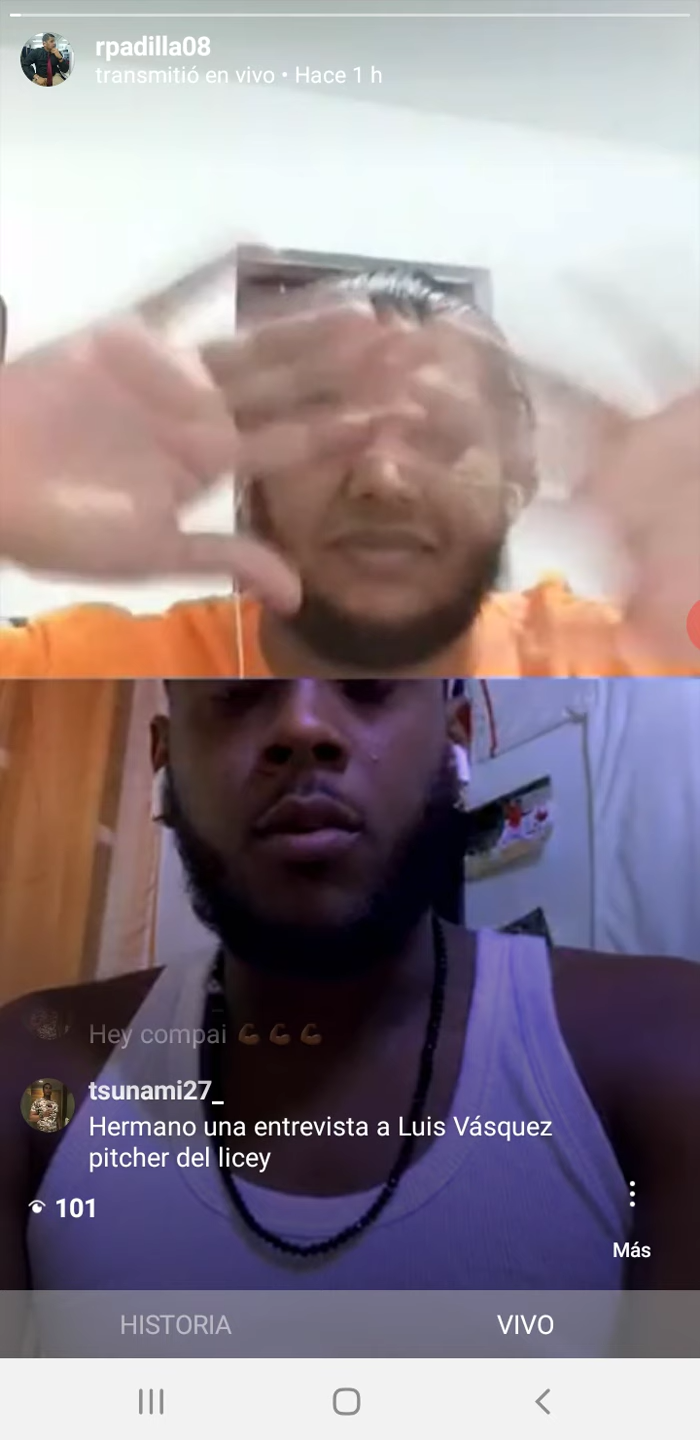 rpadilla08
transmitió en vivo • Hace 1 h
Hey compai 💪🏿 💪🏿 💪🏿
tsunami27_
Hermano una entrevista a Luis Vásquez
pitcher del licey
101
Más
HISTORIA
VIVO